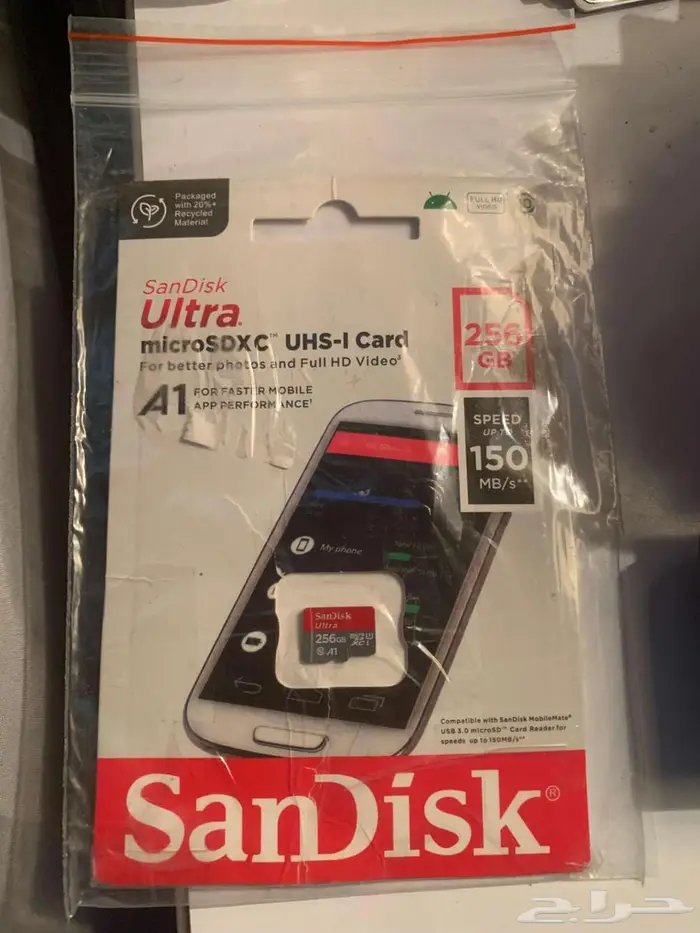 Packaged
with 20%+
Recycled
Material
FULL HD
VIDEO
SanDisk
Ultra.
microSDXC™ UHS-I Card
For better photos and Full HD Video²
256
GB
A1 FOR FASTER MOBILE
APP PERFORMANCE¹
SPEED
UP TO
150
MB/s**
My phone
SanDisk
Ultra
256GB
A1
Compatible with SanDisk MobileMate®
USB 3.0 microSD™ Card Reader for
speeds up to 150MB/s**
SanDisk®
حراج